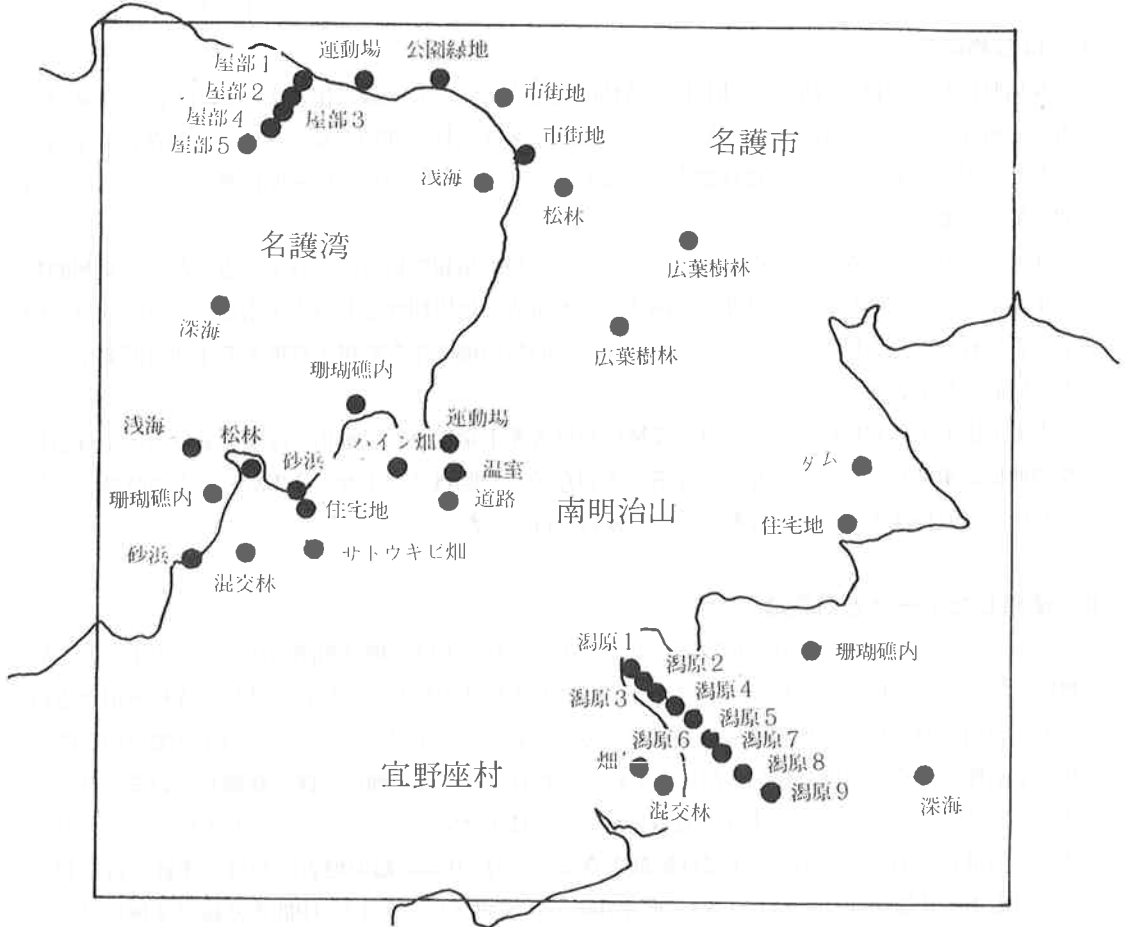 運動場
公園緑地
屋部1
屋部2
市街地
屋部4
屋部3
屋部5
市街地
名護市
浅海
松林
名護湾
広葉樹林
深海
広葉樹林
珊瑚礁内
浅海
松林
運動場
砂浜
ハイン畑
ダム
温室
珊瑚礁内
住宅地
道路
南明治山
住宅地
砂浜
混交林
サトウキビ畑
潟原1
潟原2
珊瑚礁内
潟原3
潟原4
潟原5
潟原6
潟原7
畑
潟原8
宜野座村
潟原9
混交林
深海